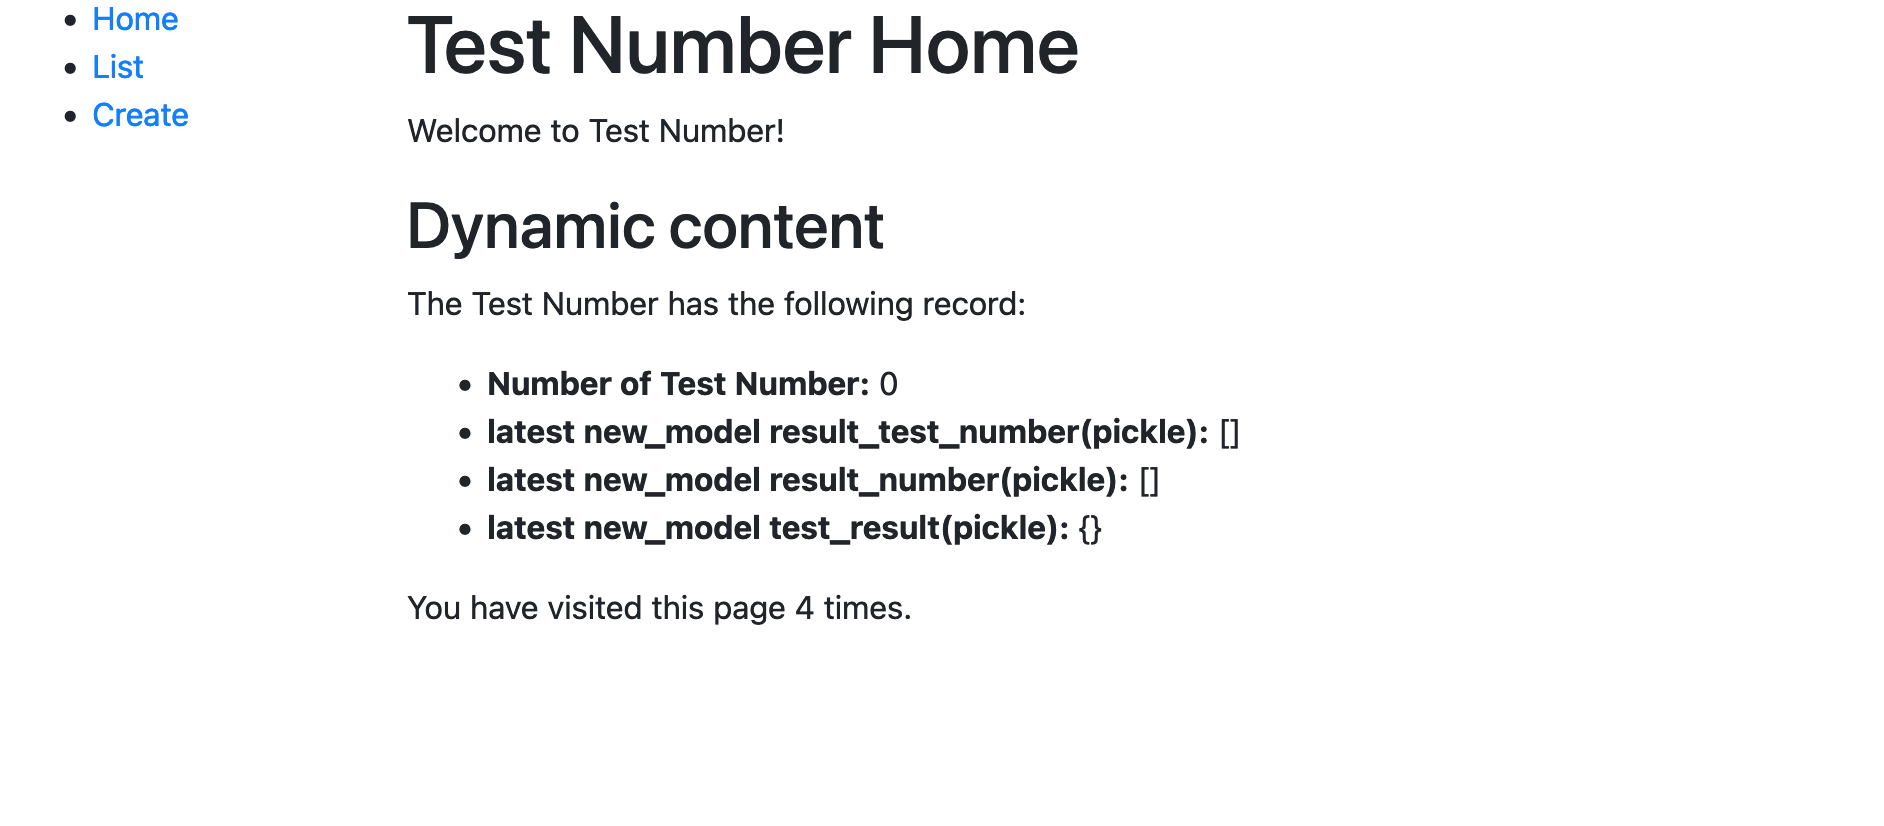 Home
List
Create
Test Number Home
Welcome to Test Number!
Dynamic content
The Test Number has the following record:
Number of Test Number: 0
latest new_model result_test_number(pickle): []
latest new_model result_number(pickle): []
latest new_model test_result(pickle): {}
You have visited this page 4 times.